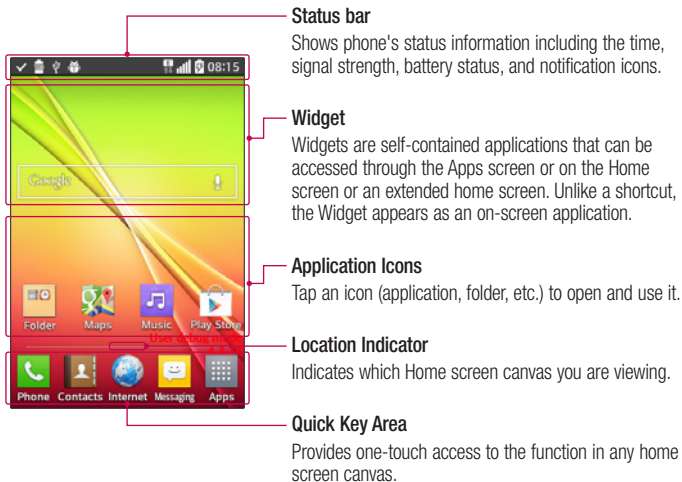 Status bar
Shows phone's status information including the time,
signal strength, battery status, and notification icons.
08:15
Widget
Widgets are self-contained applications that can be
accessed through the Apps screen or on the Home
screen or an extended home screen. Unlike a shortcut,
the Widget appears as an on-screen application.
Google
Application Icons
Tap an icon (application, folder, etc.) to open and use it.
Folder Maps Music Play Store
User debug mode
Location Indicator
Indicates which Home screen canvas you are viewing.
Phone Contacts Internet Messaging Apps
Quick Key Area
Provides one-touch access to the function in any home
screen canvas.